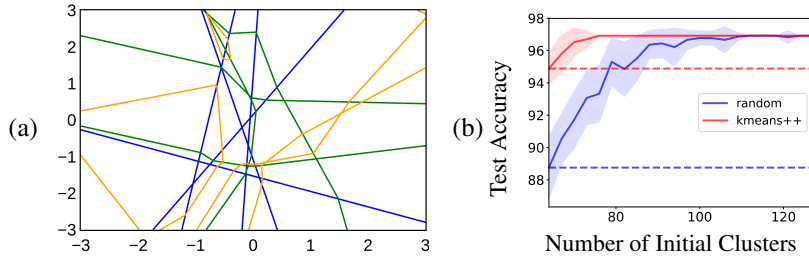 (a)
3
2
1
0
−1
−2
−3
−3 −2 −1 0 1 2 3
(b)
Test Accuracy
98
96
94
92
90
88
random
kmeans++
80 100 120
Number of Initial Clusters